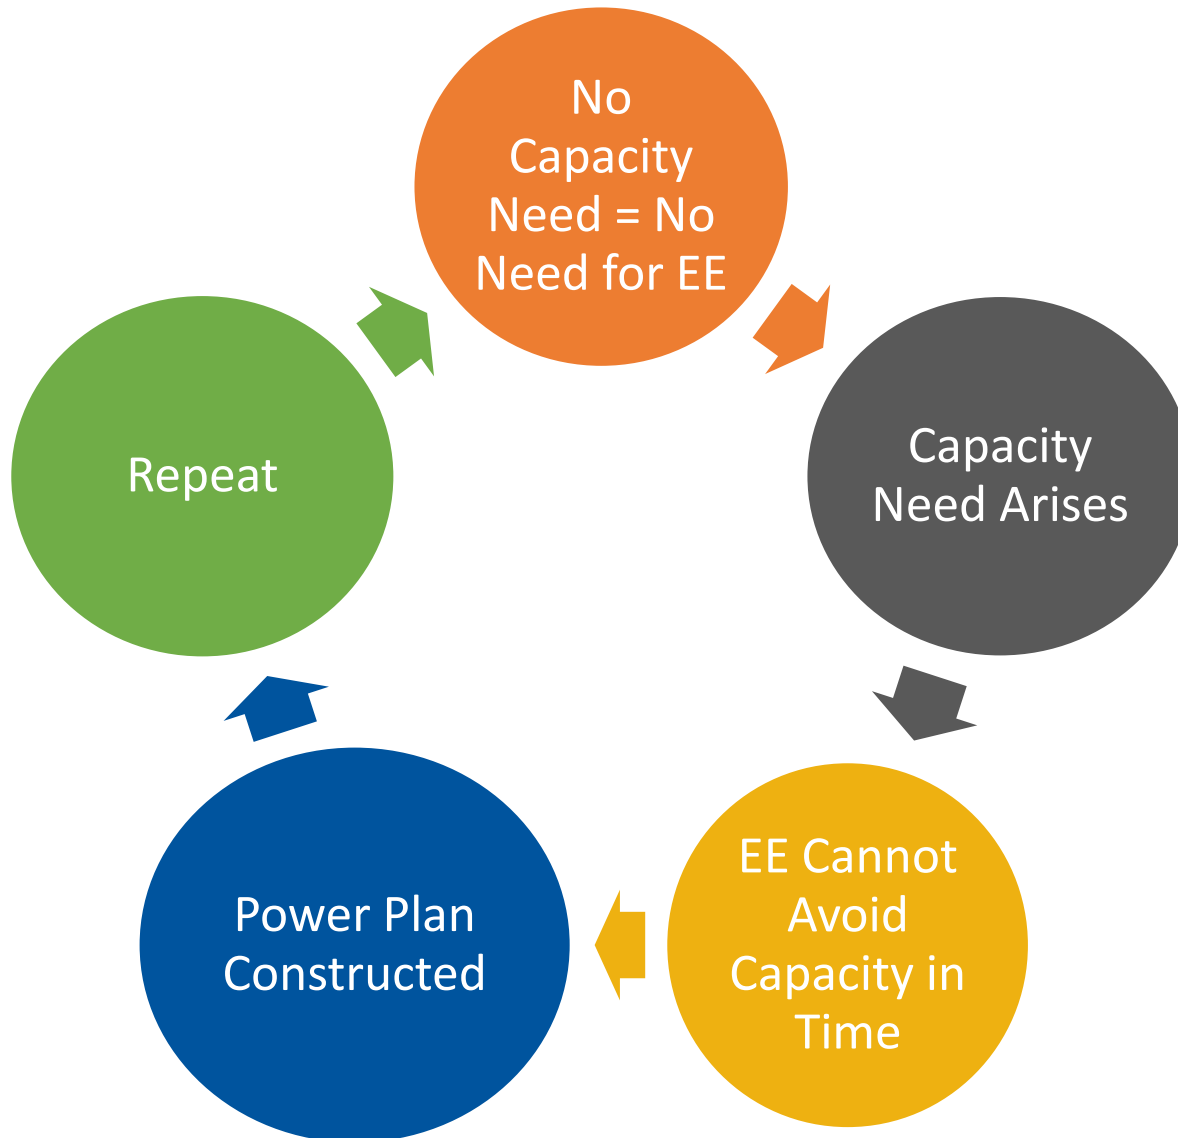 No
Capacity
Need = No
Need for EE
Capacity
Need Arises
EE Cannot
Avoid
Capacity in
Time
Power Plan
Constructed
Repeat